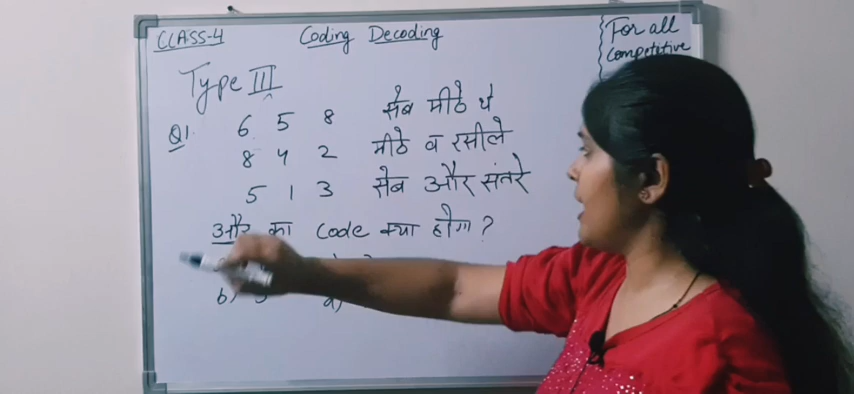 CLASS-4 Coding Decoding For all
competitive
Type III
Q1. 6 5 8 सेब मीठे थे
8 4 2 मीठे व रसीले
5 1 3 सेब और संतरे
और का Code क्या होगा?
b)